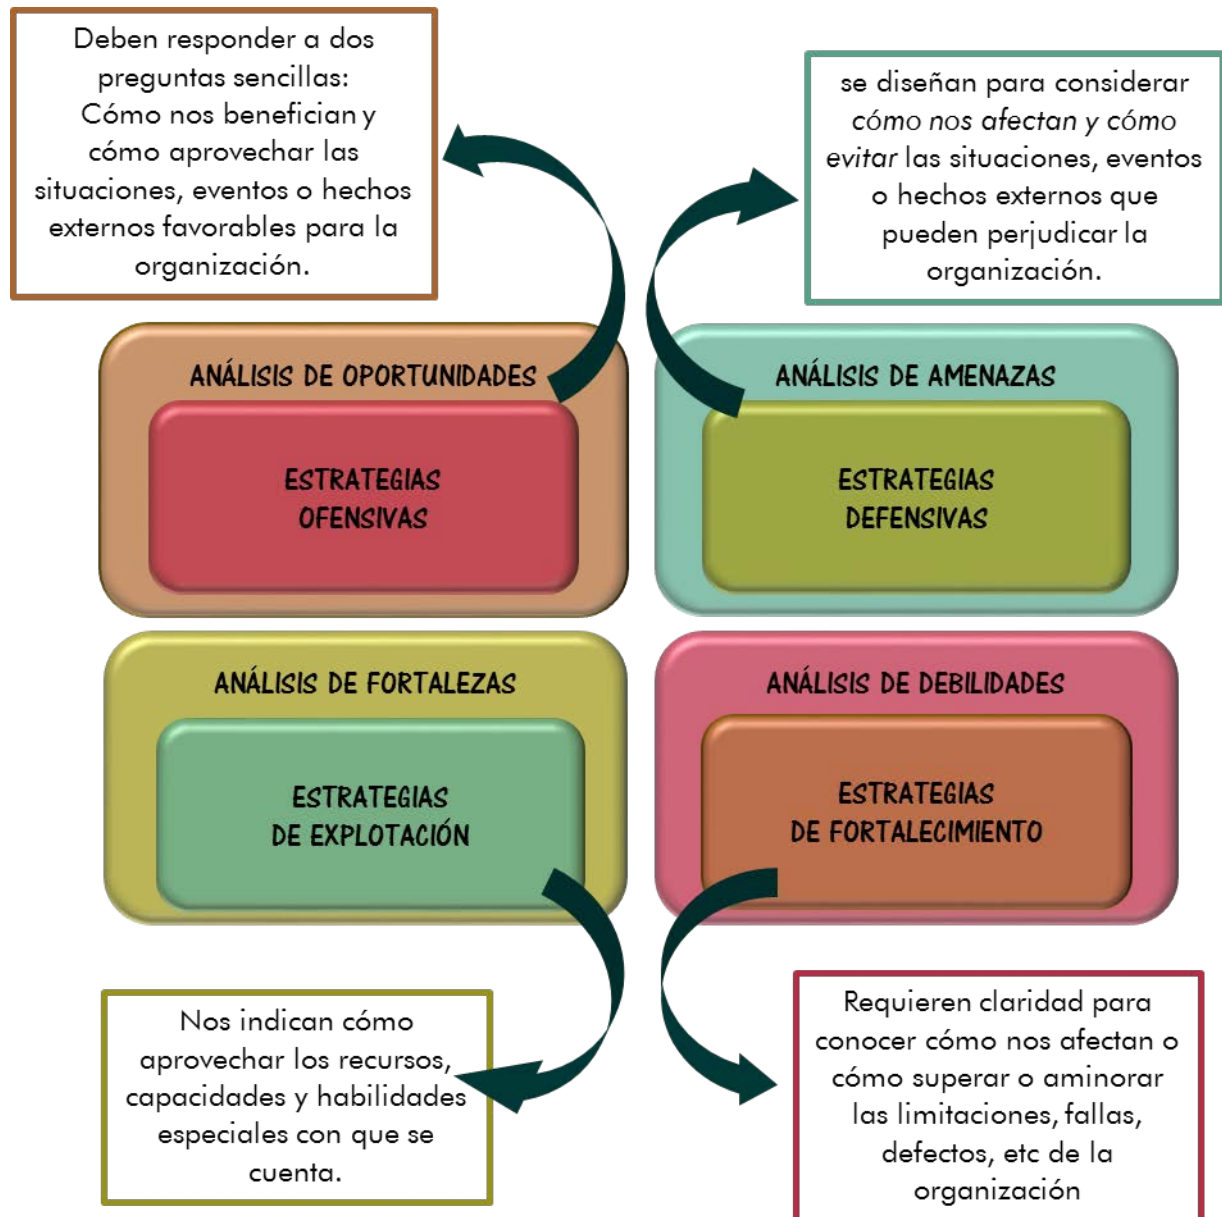 Deben responder a dos
preguntas sencillas:
Cómo nos benefician y
cómo aprovechar las
situaciones, eventos o hechos
externos favorables para la
organización.
se diseñan para considerar
cómo nos afectan y cómo
evitar las situaciones, eventos
o hechos externos que
pueden perjudicar la
organización.
ANÁLISIS DE OPORTUNIDADES
ESTRATEGIAS
OFENSIVAS
ANÁLISIS DE AMENAZAS
ESTRATEGIAS
DEFENSIVAS
ANÁLISIS DE FORTALEZAS
ESTRATEGIAS
DE EXPLOTACIÓN
ANÁLISIS DE DEBILIDADES
ESTRATEGIAS
DE FORTALECIMIENTO
Nos indican cómo
aprovechar los recursos,
capacidades y habilidades
especiales con que se
cuenta.
Requieren claridad para
conocer cómo nos afectan o
cómo superar o aminorar
las limitaciones, fallas,
defectos, etc de la
organización